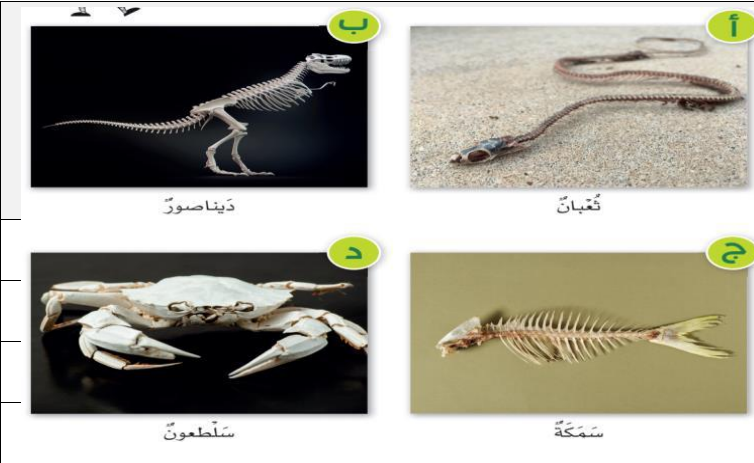 أ
ب
ثُعْبانٌ
دَيناصورٌ
ج
د
سَمَكَةٌ
سَلْطعونٌ